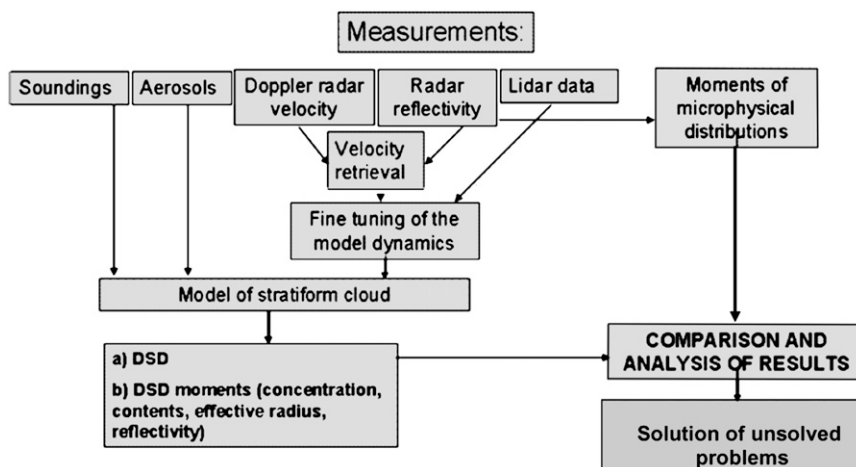 Measurements:
Soundings
Aerosols
Doppler radar
velocity
Radar
reflectivity
Lidar data
Moments of
microphysical
distributions
Velocity
retrieval
Fine tuning of the
model dynamics
Model of stratiform cloud
a) DSD
b) DSD moments (concentration,
contents, effective radius,
reflectivity)
COMPARISON AND
ANALYSIS OF RESULTS
Solution of unsolved
problems